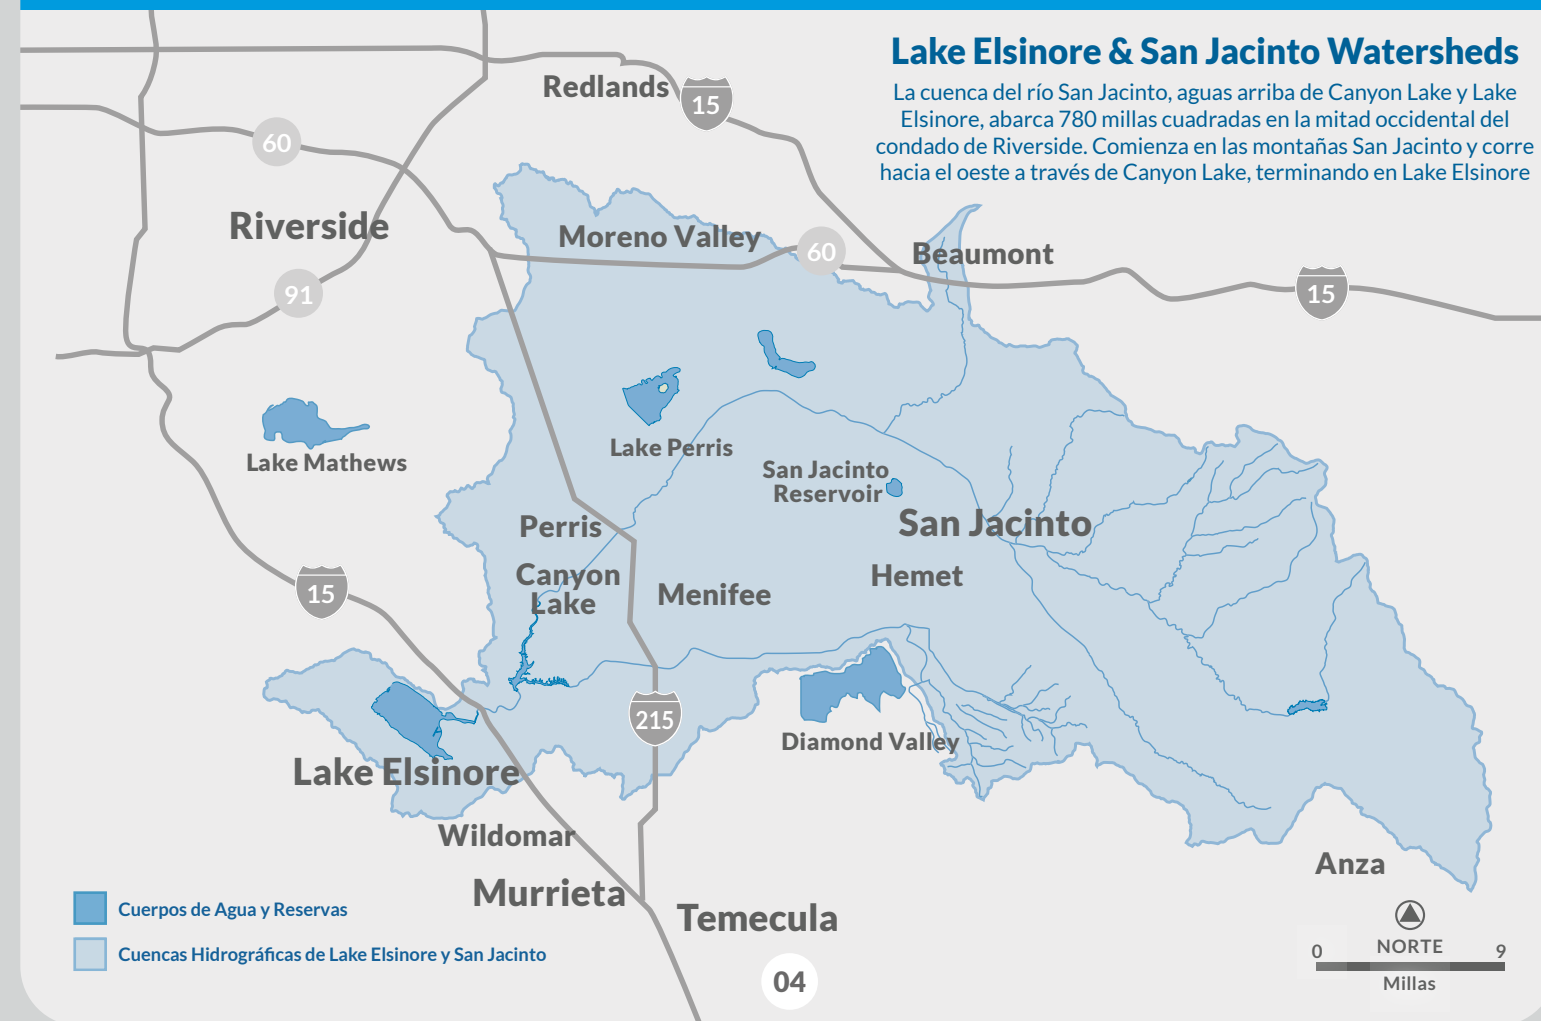 Lake Elsinore & San Jacinto Watersheds
La cuenca del río San Jacinto, aguas arriba de Canyon Lake y Lake
Elsinore, abarca 780 millas cuadradas en la mitad occidental del
condado de Riverside. Comienza en las montañas San Jacinto y corre
hacia el oeste a través de Canyon Lake, terminando en Lake Elsinore
Redlands
15
60
Riverside
Moreno Valley
60
Beaumont
91
15
Lake Mathews
Lake Perris
San Jacinto
Reservoir
Perris
San Jacinto
Canyon
Lake
Menifee
Hemet
15
215
Diamond Valley
Lake Elsinore
Wildomar
Murrieta
Temecula
Anza
Cuerpos de Agua y Reservas
Cuencas Hidrográficas de Lake Elsinore y San Jacinto
04
NORTE
0 9
Millas